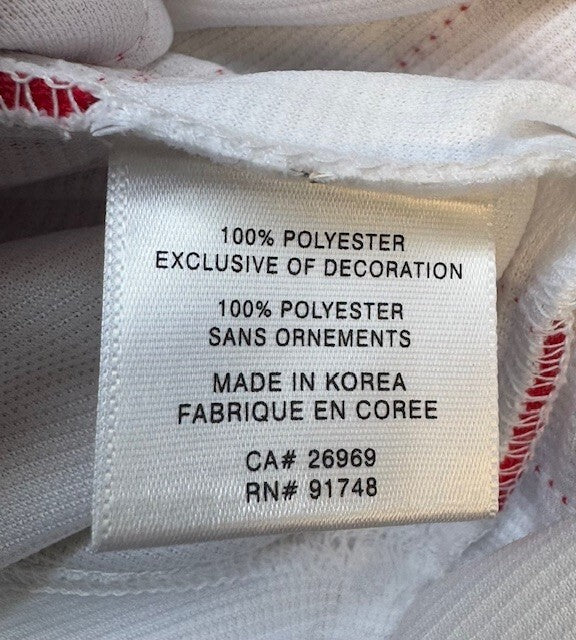 100% POLYESTER
EXCLUSIVE OF DECORATION
100% POLYESTER
SANS ORNEMENTS
MADE IN KOREA
FABRIQUE EN COREE
CA# 26969
RN# 91748